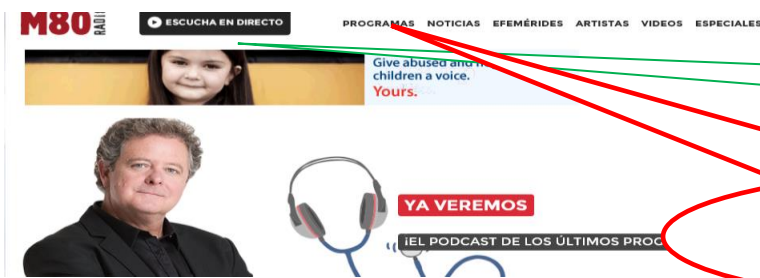 M80 RADIO
ESCUCHA EN DIRECTO
PROGRAMAS NOTICIAS EFEMÉRIDES ARTISTAS VIDEOS ESPECIALES
Give abused and
children a voice.
Yours.
YA VEREMOS
¡EL PODCAST DE LOS ÚLTIMOS